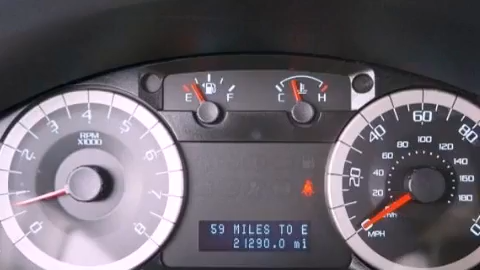 E F
C H
RPM
X1000
0 2 3 4 5 6 7 8
MPH
20 40 60 80
km/h
20 40 60 80 100 120 140 160 180
59 MILES TO E
21290.0 mi